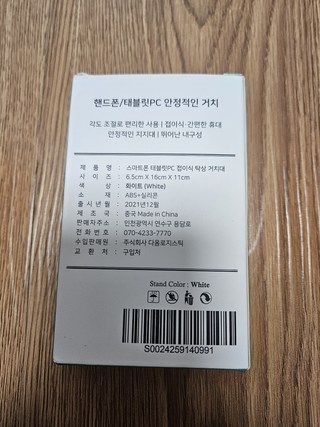 핸드폰/태블릿PC 안정적인 거치
각도 조절로 편리한 사용 | 접이식·간편한 휴대
안정적인 지지대 | 뛰어난 내구성
제품명 : 스마트폰 태블릿PC 접이식 탁상 거치대
사이즈 : 6.5cm X 16cm X 11cm
색상 : 화이트 (White)
소재 : ABS+실리콘
출시년월 : 2021년12월
제조국 : 중국 Made in China
판매자주소 : 인천광역시 연수구 용담로
전화번호 : 070-4233-7770
수입판매원 : 주식회사 다음로지스틱
교환처 : 구입처
Stand Color : White
S0024259140991